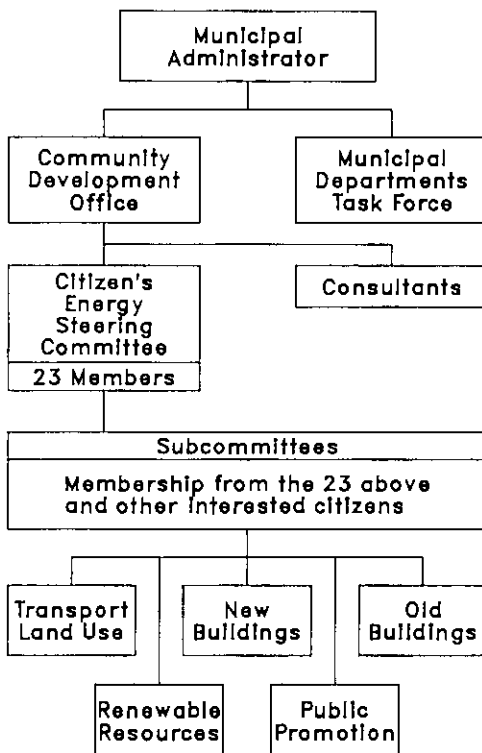 Municipal
Administrator
Community
Development
Office
Municipal
Departments
Task Force
Citizen's
Energy
Steering
Committee
23 Members
Consultants
Subcommittees
Membership from the 23 above
and other interested citizens
Transport
Land Use
New
Buildings
Old
Buildings
Renewable
Resources
Public
Promotion